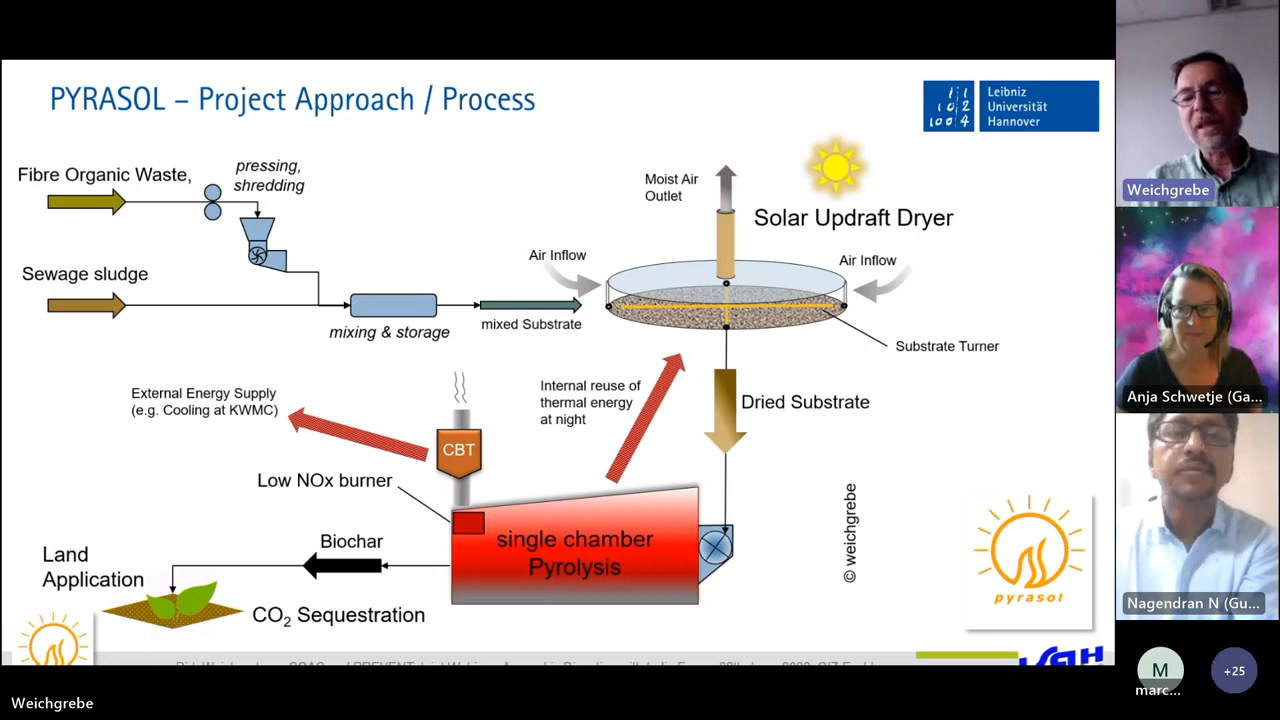 PYRASOL – Project Approach / Process
Leibniz
Universität
Hannover
Fibre Organic Waste,
pressing,
shredding
Sewage sludge
mixing & storage
mixed Substrate
Moist Air
Outlet
Solar Updraft Dryer
Air Inflow
Air Inflow
Substrate Turner
External Energy Supply
(e.g. Cooling at KWMC)
Internal reuse of
thermal energy
at night
Dried Substrate
CBT
Low NOx burner
single chamber
Pyrolysis
Biochar
Land
Application
CO2 Sequestration
© weichgrebe
pyrasol
Weichgrebe
Anja Schwetje (Ga...
Nagendran N (Gu...
M
marc...
+25
Weichgrebe